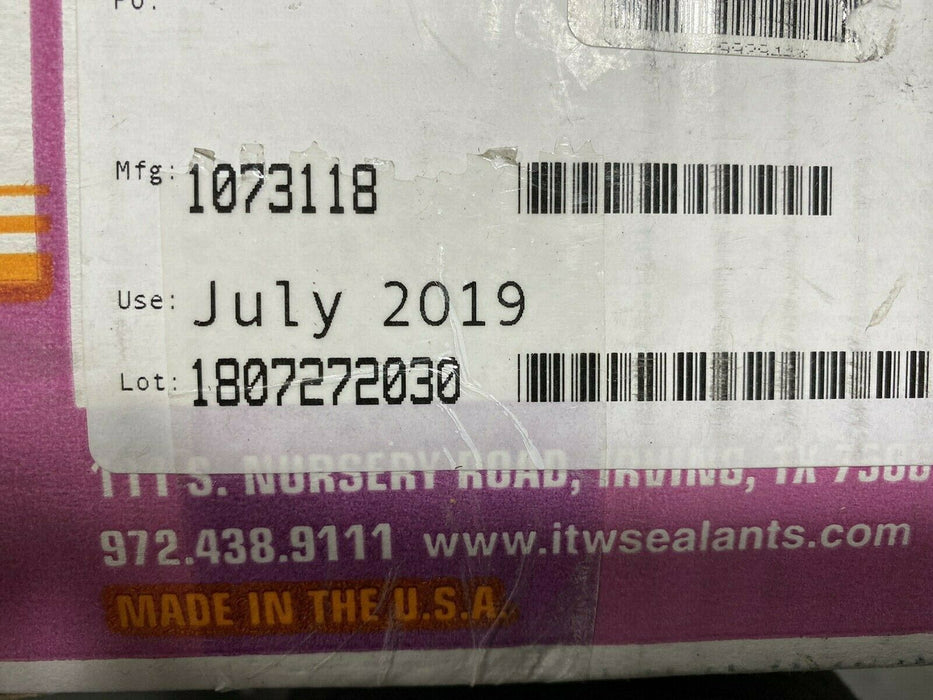 PO:
Mfg: 1073118
Use: July 2019
Lot: 1807272030
111 S. NURSERY ROAD, IRVING, TX
972.438.9111 www.itwsealants.com
MADE IN THE U.S.A.